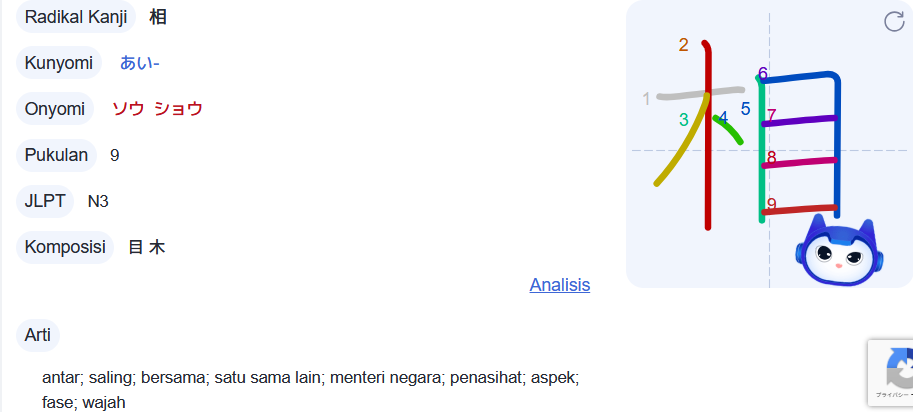 Radikal Kanji 相
Kunyomi あい-
Onyomi ソウ ショウ
Pukulan 9
JLPT N3
Komposisi 目 木
Analisis
Arti
antar; saling; bersama; satu sama lain; menteri negara; penasihat; aspek;
fase; wajah
1
2
3
4
5
6
7
8
9
プライバシー